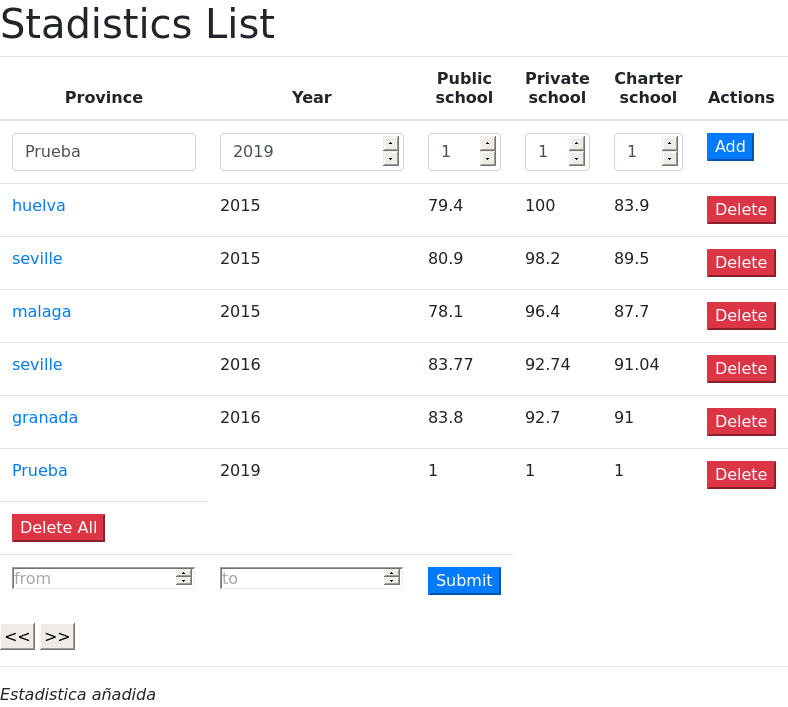 Stadistics List
Province Year Public school Private school Charter school Actions
Prueba 2019 1 1 1 Add
huelva 2015 79.4 100 83.9 Delete
seville 2015 80.9 98.2 89.5 Delete
malaga 2015 78.1 96.4 87.7 Delete
seville 2016 83.77 92.74 91.04 Delete
granada 2016 83.8 92.7 91 Delete
Prueba 2019 1 1 1 Delete
Delete All
from to Submit
<< >>
Estadistica añadida